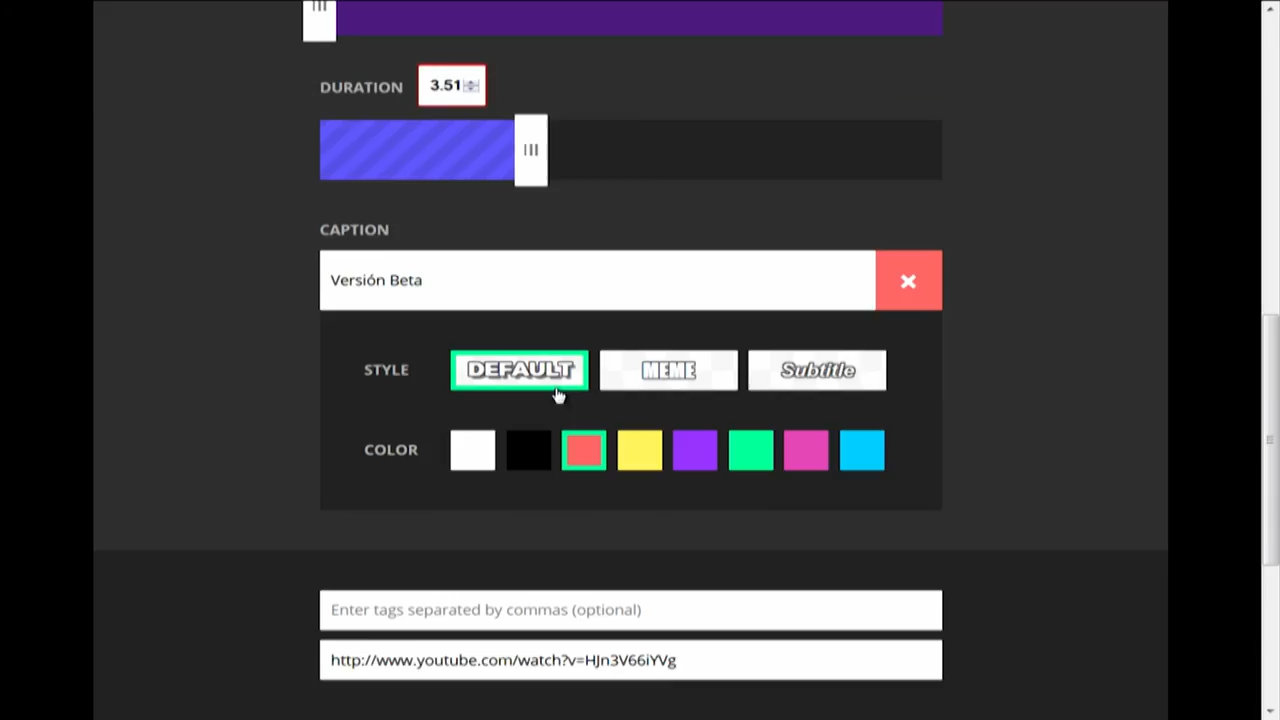 DURATION 3.51
CAPTION
Versión Beta
STYLE DEFAULT MEME Subtitle
COLOR
Enter tags separated by commas (optional)
http://www.youtube.com/watch?v=HJn3V66iYVg